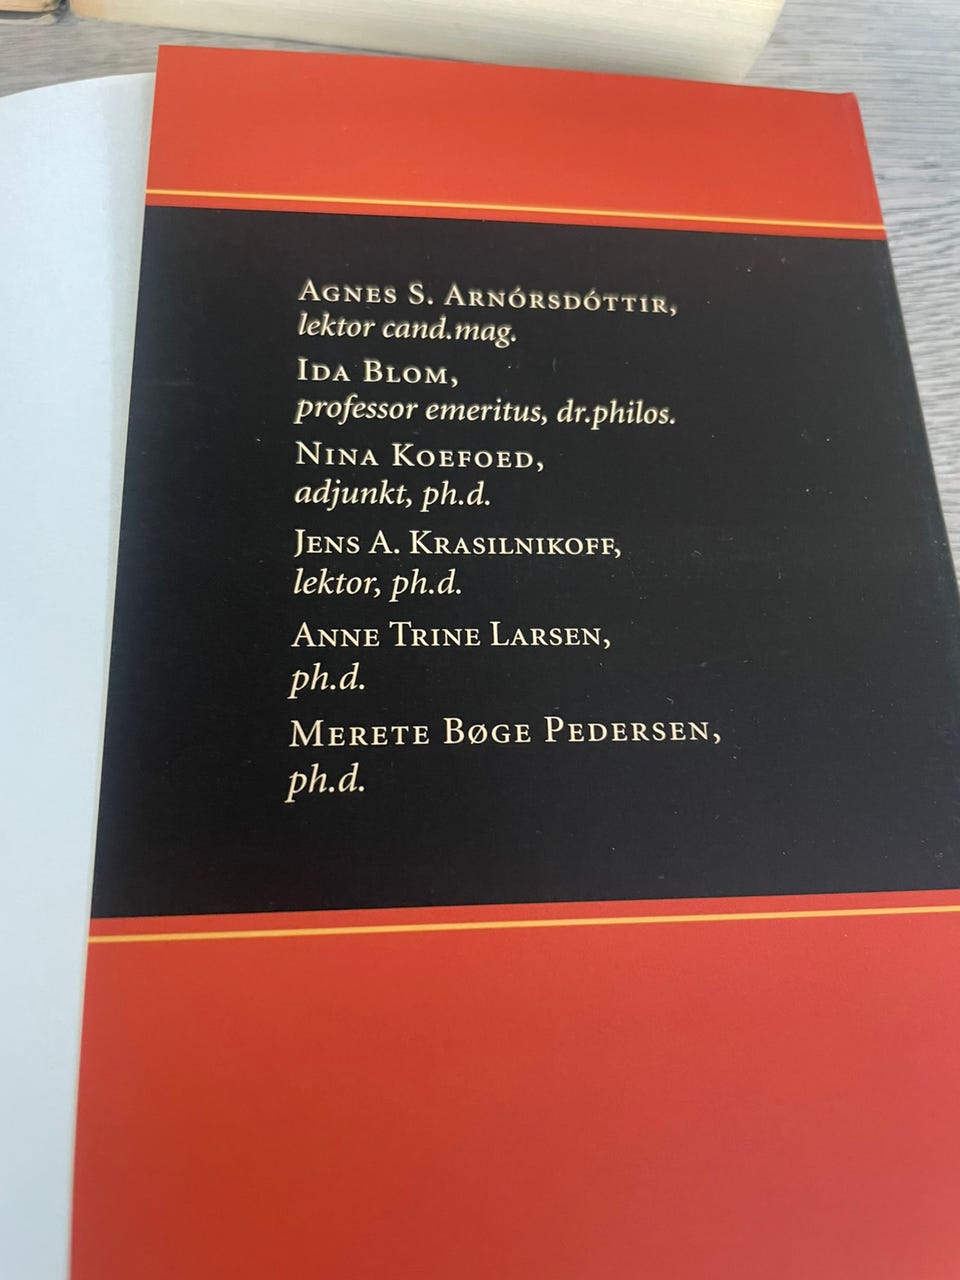 Agnes S. Arnórsdóttir,
lektor cand.mag.
Ida Blom,
professor emeritus, dr.philos.
Nina Koefoed,
adjunkt, ph.d.
Jens A. Krasilnikoff,
lektor, ph.d.
Anne Trine Larsen,
ph.d.
Merete Bøge Pedersen,
ph.d.